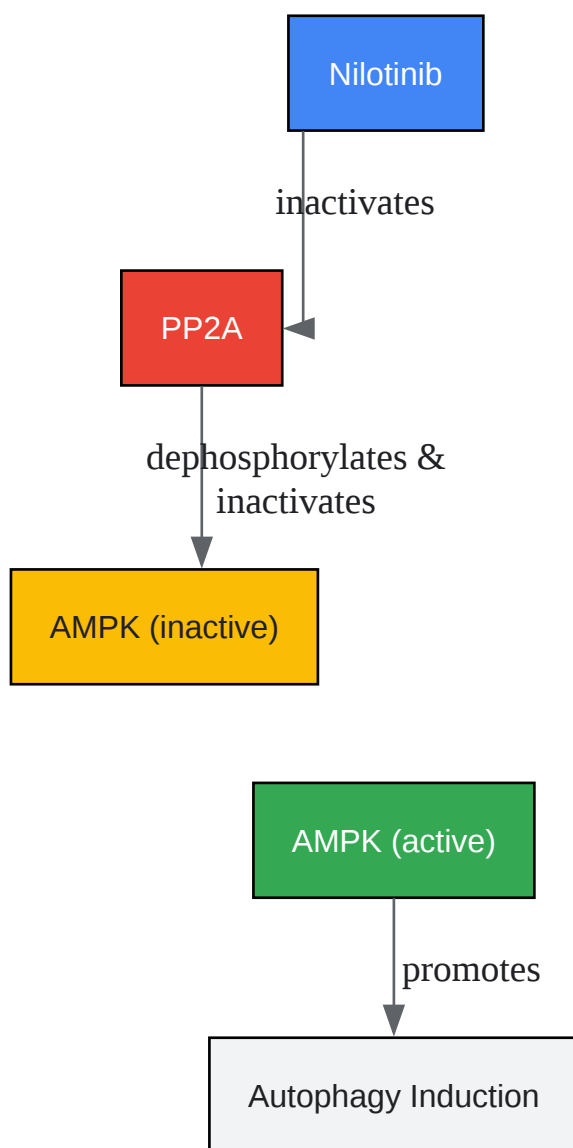 Nilotinib
inactivates
PP2A
dephosphorylates &
inactivates
AMPK (inactive)
AMPK (active)
promotes
Autophagy Induction